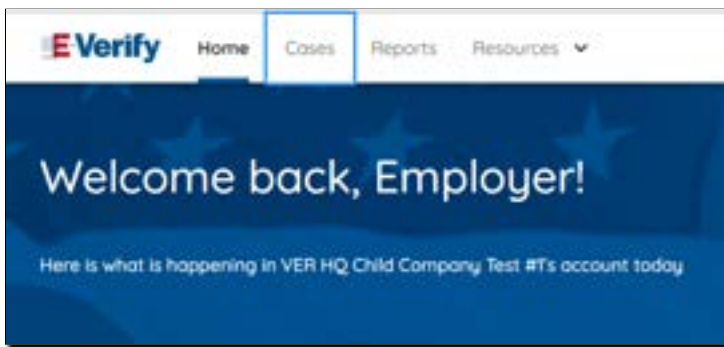 E-Verify Home Cases Reports Resources
Welcome back, Employer!
Here is what is happening in VER HQ Child Company Test #1's account today